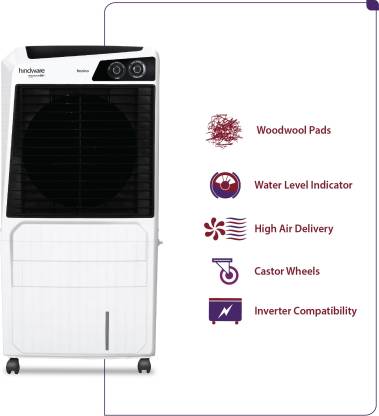 hindware
Woodwool Pads
Water Level Indicator
High Air Delivery
Castor Wheels
Inverter Compatibility